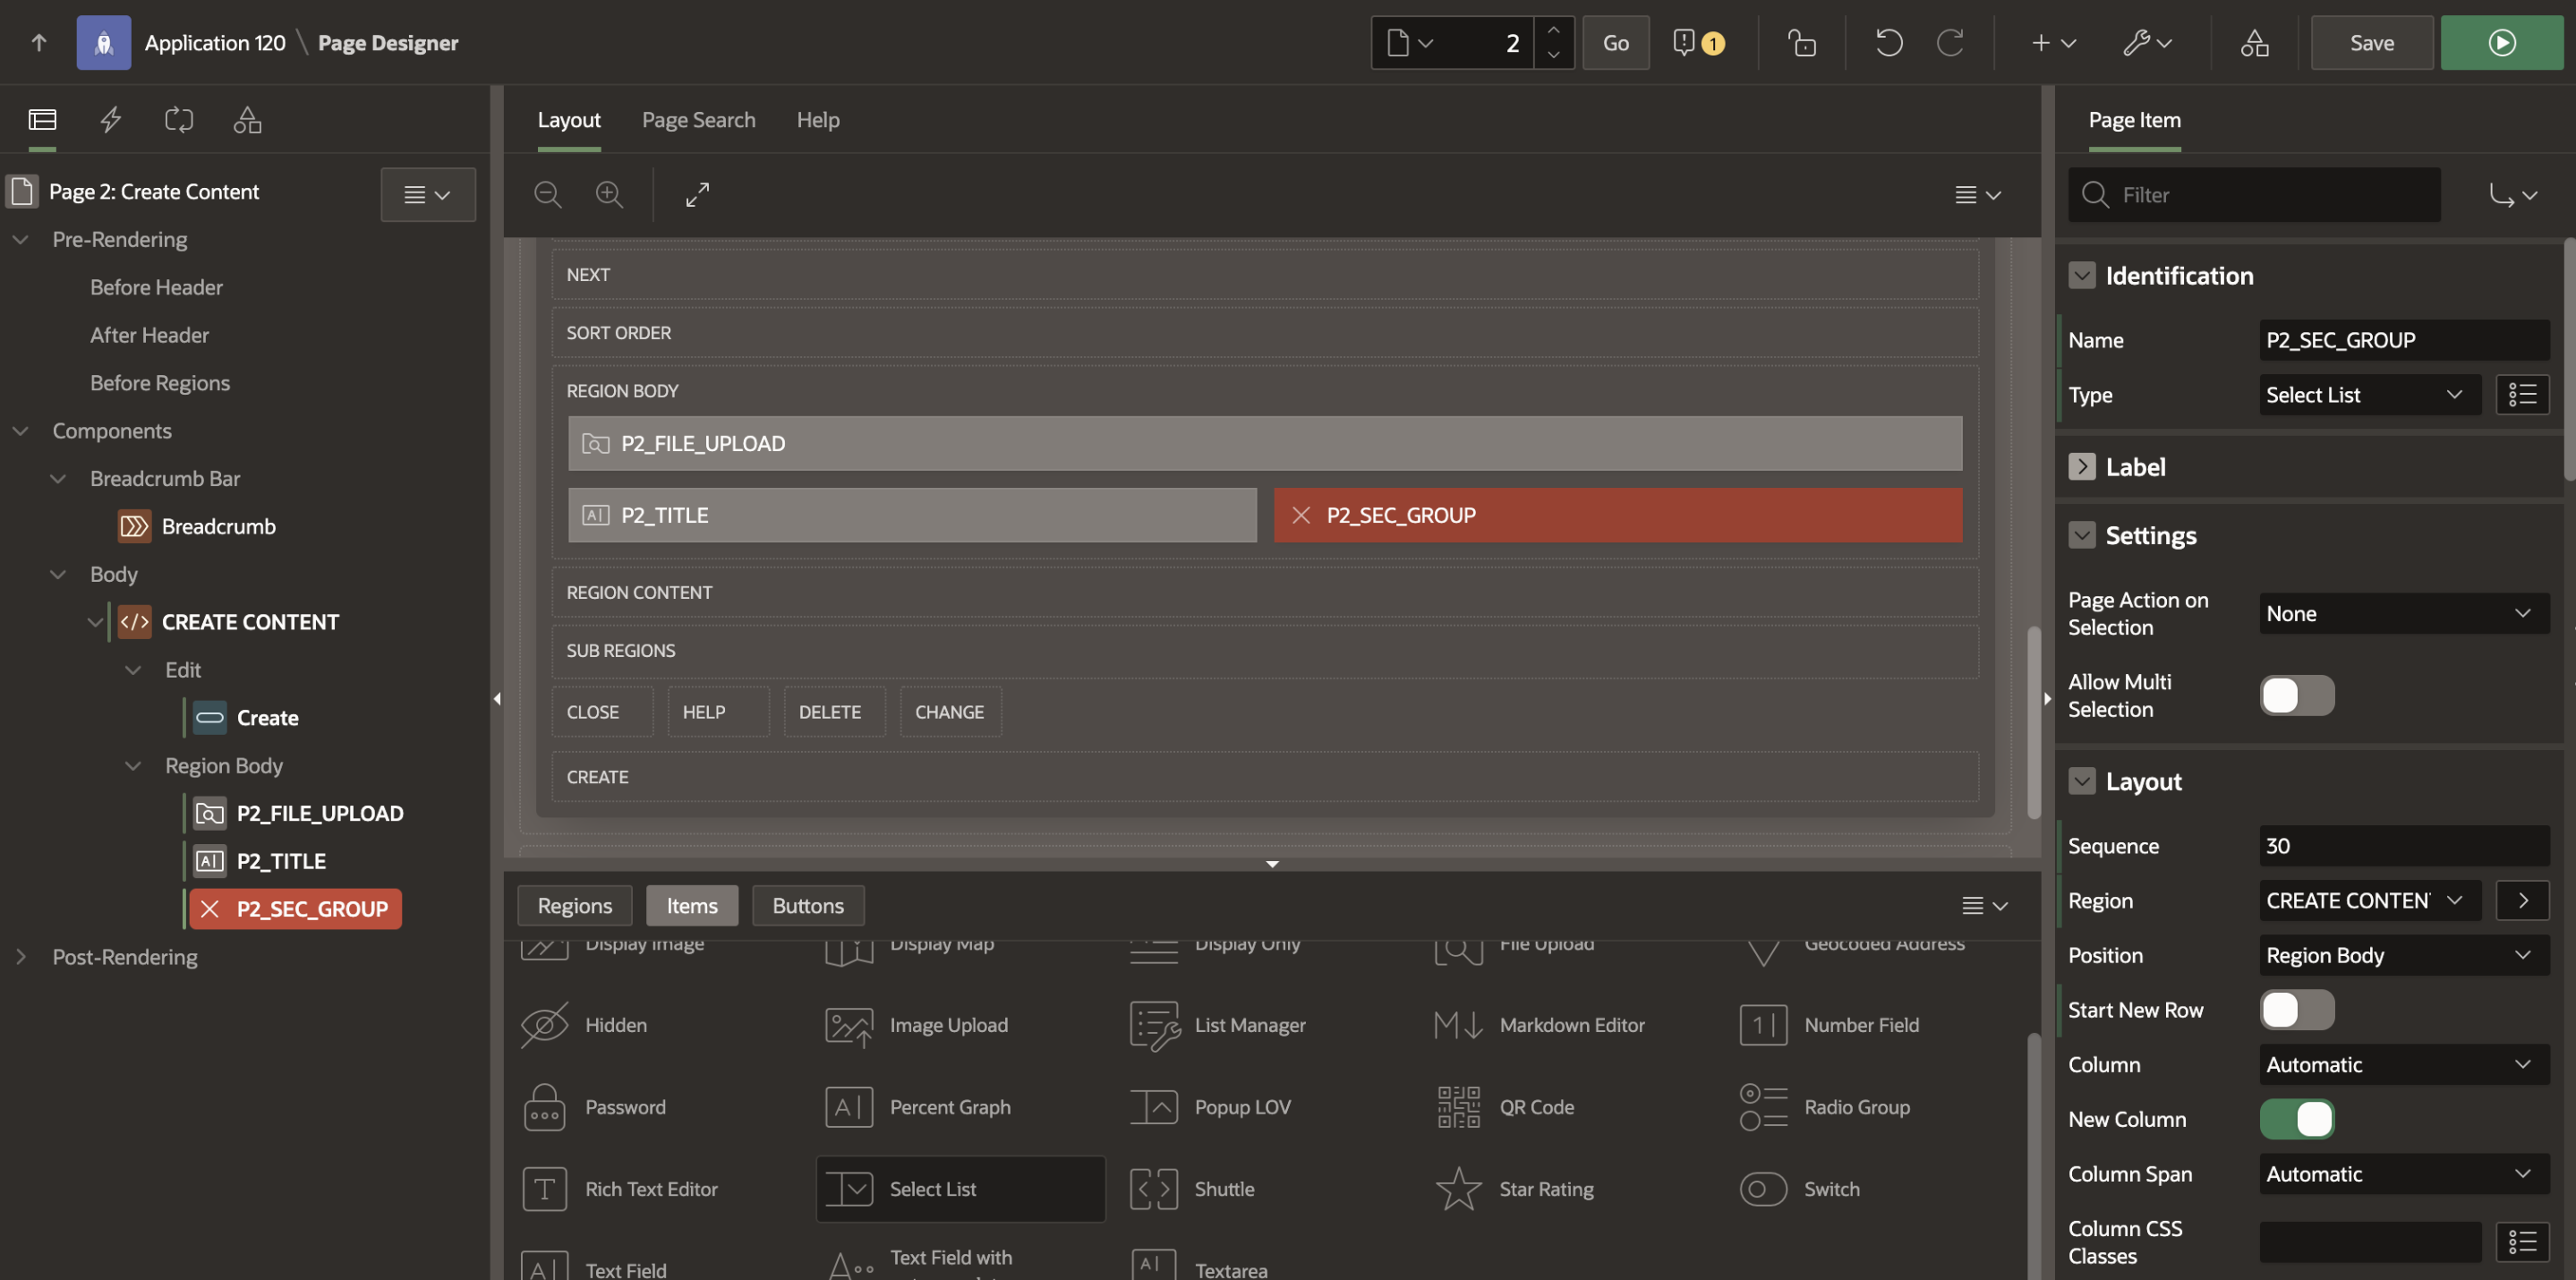 Application 120 \ Page Designer
2
Go
1
Save
Layout
Page Search
Help
Page Item
Page 2: Create Content
Pre-Rendering
Before Header
After Header
Before Regions
Components
Breadcrumb Bar
Breadcrumb
Body
</> CREATE CONTENT
Edit
Create
Region Body
P2_FILE_UPLOAD
A| P2_TITLE
P2_SEC_GROUP
Post-Rendering
NEXT
SORT ORDER
REGION BODY
P2_FILE_UPLOAD
A| P2_TITLE
P2_SEC_GROUP
REGION CONTENT
SUB REGIONS
CLOSE
HELP
DELETE
CHANGE
CREATE
Regions
Items
Buttons
Display Image
Display Map
Display Only
File Upload
Geocoded Address
Hidden
Image Upload
List Manager
M Markdown Editor
1| Number Field
Password
A| Percent Graph
Popup LOV
QR Code
Radio Group
T Rich Text Editor
Select List
Shuttle
Star Rating
Switch
A| Text Field
A Text Field with
A| Textarea
Filter
Identification
Name
P2_SEC_GROUP
Type
Select List
Label
Settings
Page Action on
Selection
None
Allow Multi
Selection
Layout
Sequence
30
Region
CREATE CONTEN
Position
Region Body
Start New Row
Column
Automatic
New Column
Column Span
Automatic
Column CSS
Classes